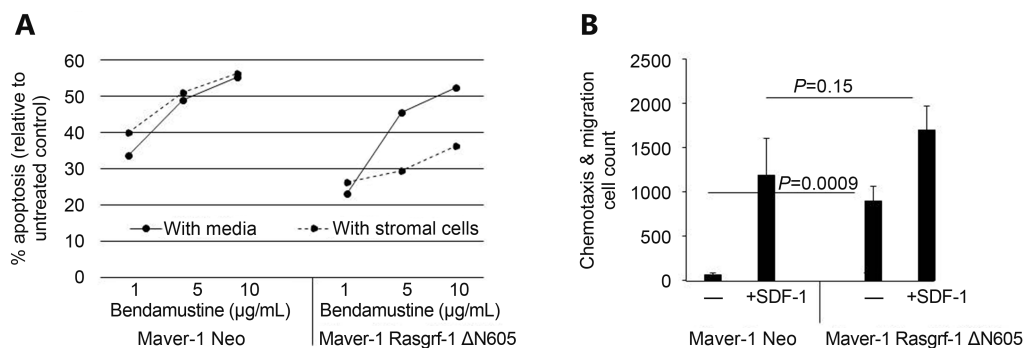 A
% apoptosis (relative to
untreated control)
60
50
40
30
20
10
0
With media
With stromal cells
1 5 10 1 5 10
Bendamustine (µg/mL) Bendamustine (µg/mL)
Maver-1 Neo Maver-1 Rasgrf-1 ΔN605
B
Chemotaxis & migration
cell count
2500
2000
1500
1000
500
0
P=0.15
P=0.0009
— +SDF-1 — +SDF-1
Maver-1 Neo Maver-1 Rasgrf-1 ΔN605